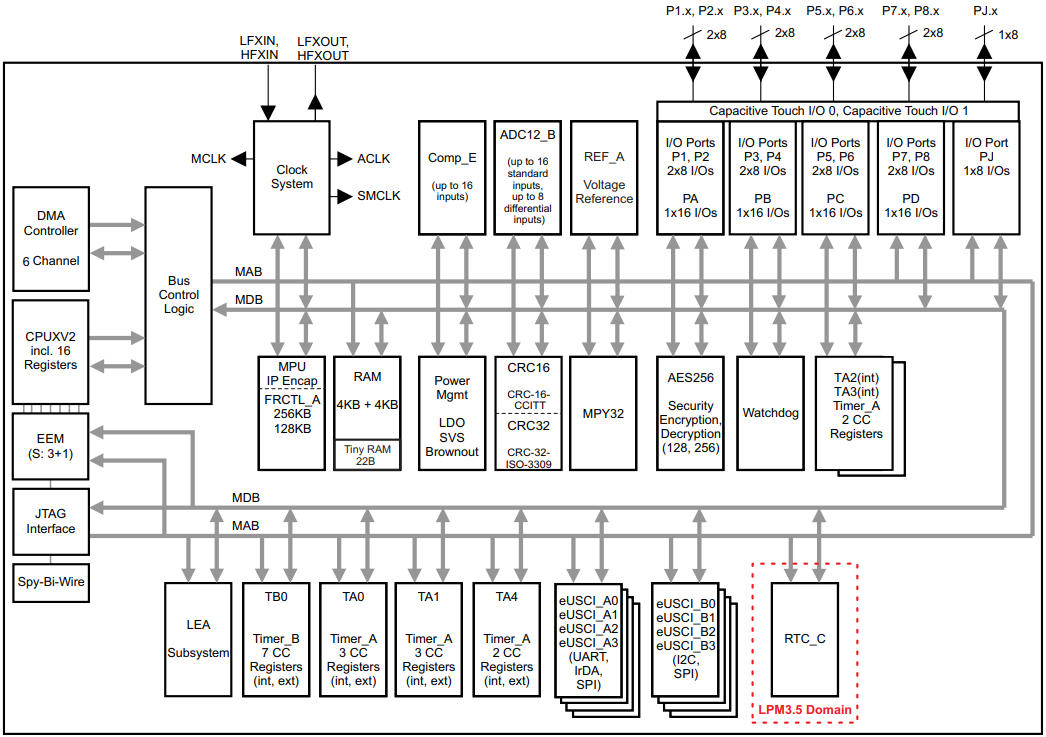 P1.x, P2.x
P3.x, P4.x
P5.x, P6.x
P7.x, P8.x
PJ.x
2x8
2x8
2x8
2x8
1x8
LFXIN,
HFXIN
LFXOUT,
HFXOUT
Capacitive Touch I/O 0, Capacitive Touch I/O 1
MCLK
Clock
System
ACLK
SMCLK
Comp_E
(up to 16
inputs)
ADC12_B
(up to 16
standard
inputs,
up to 8
differential
inputs)
REF_A
Voltage
Reference
I/O Ports
P1, P2
2x8 I/Os
PA
1x16 I/Os
I/O Ports
P3, P4
2x8 I/Os
PB
1x16 I/Os
I/O Ports
P5, P6
2x8 I/Os
PC
1x16 I/Os
I/O Ports
P7, P8
2x8 I/Os
PD
1x16 I/Os
I/O Port
PJ
1x8 I/Os
DMA
Controller
6 Channel
Bus
Control
Logic
MAB
MDB
CPUXV2
incl. 16
Registers
MPU
IP Encap
FRCTL_A
256KB
128KB
RAM
4KB + 4KB
Tiny RAM
22B
Power
Mgmt
LDO
SVS
Brownout
CRC16
CRC-16-
CCITT
CRC32
CRC-32-
ISO-3309
MPY32
AES256
Security
Encryption,
Decryption
(128, 256)
Watchdog
TA2(int)
TA3(int)
Timer_A
2 CC
Registers
EEM
(S: 3+1)
MDB
MAB
JTAG
Interface
Spy-Bi-Wire
LEA
Subsystem
TB0
Timer_B
7 CC
Registers
(int, ext)
TA0
Timer_A
3 CC
Registers
(int, ext)
TA1
Timer_A
3 CC
Registers
(int, ext)
TA4
Timer_A
2 CC
Registers
(int, ext)
eUSCI_A0
eUSCI_A1
eUSCI_A2
eUSCI_A3
(UART,
IrDA,
SPI)
eUSCI_B0
eUSCI_B1
eUSCI_B2
eUSCI_B3
(I2C,
SPI)
RTC_C
LPM3.5 Domain